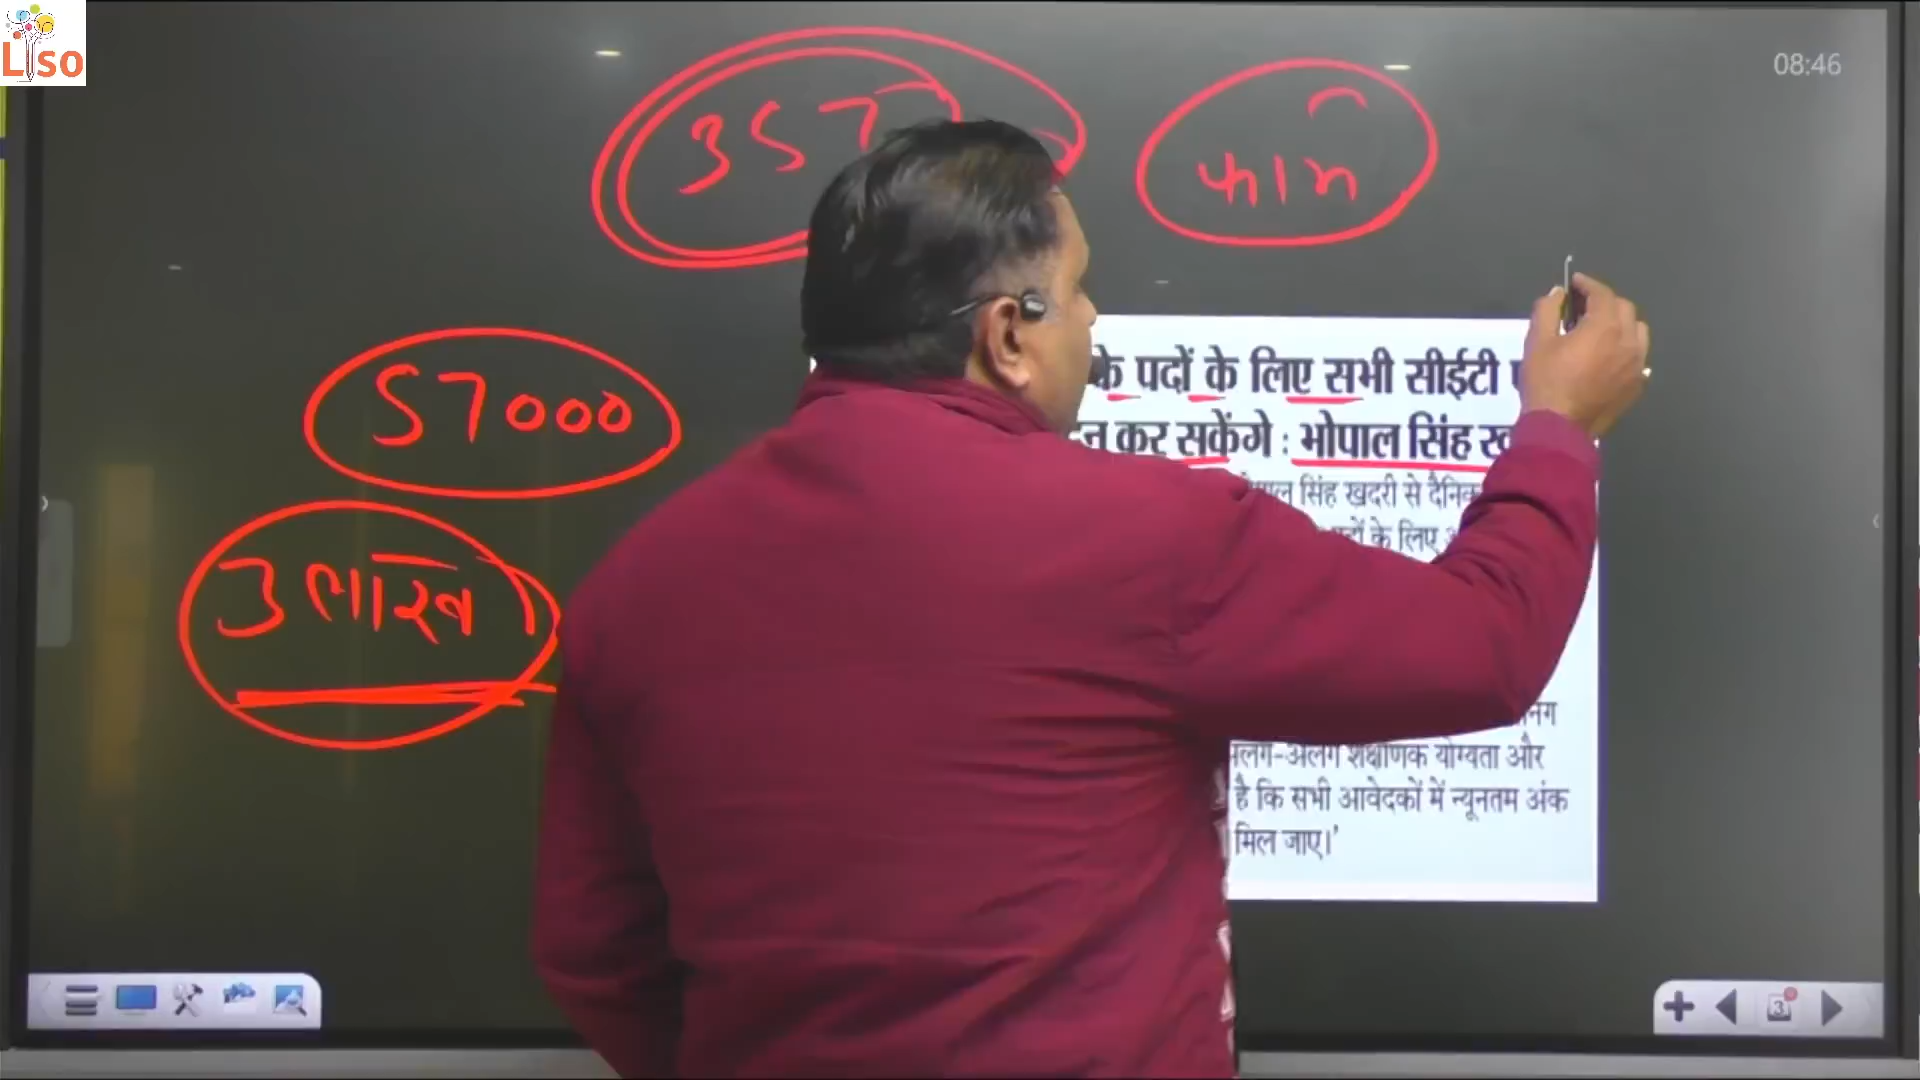 Liso
08:46
357
फार्म
57000
3 लाख
के पदों के लिए सभी सीईटी
कर सकेंगे : भोपाल सिंह
सिंह खदरी से दैनिक
के लिए
अलग-अलग शैक्षणिक योग्यता और
है कि सभी आवेदकों में न्यूनतम अंक
मिल जाए।'
3